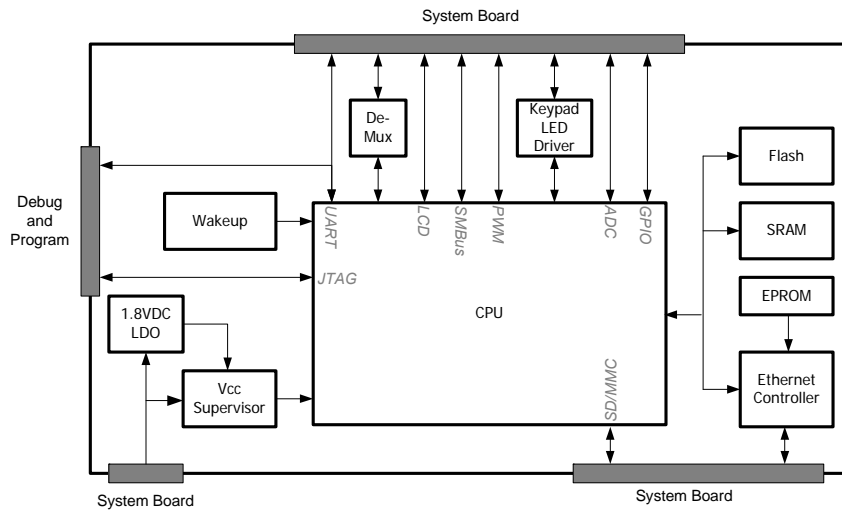 System Board
De-
Mux
Keypad
LED
Driver
Flash
Debug
and
Program
Wakeup
UART
LCD
SMBus
PWM
ADC
GPIO
SRAM
JTAG
CPU
EPROM
1.8VDC
LDO
Vcc
Supervisor
SD/MMC
Ethernet
Controller
System Board
System Board